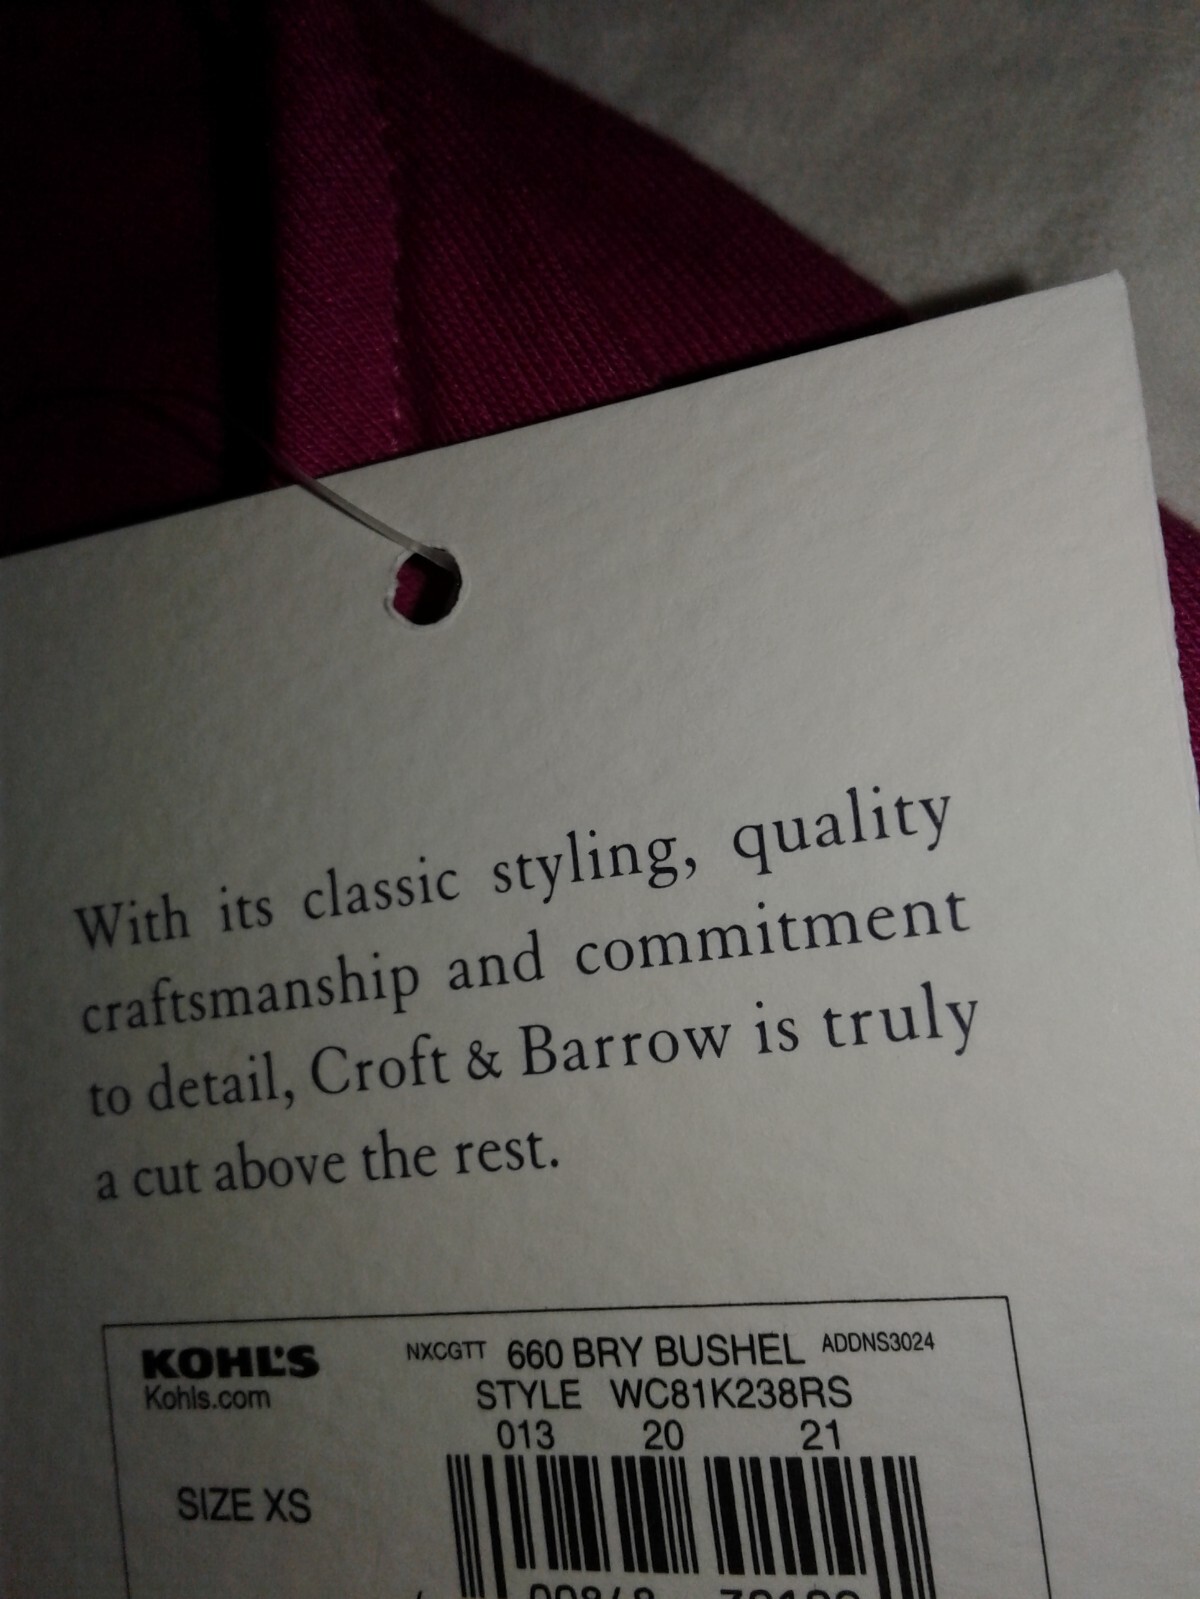 With its classic styling, quality
craftsmanship and commitment
to detail, Croft & Barrow is truly
a cut above the rest.
KOHL'S NXCGTT 660 BRY BUSHEL ADDNS3024
Kohls.com STYLE WC81K238RS
013 20 21
SIZE XS